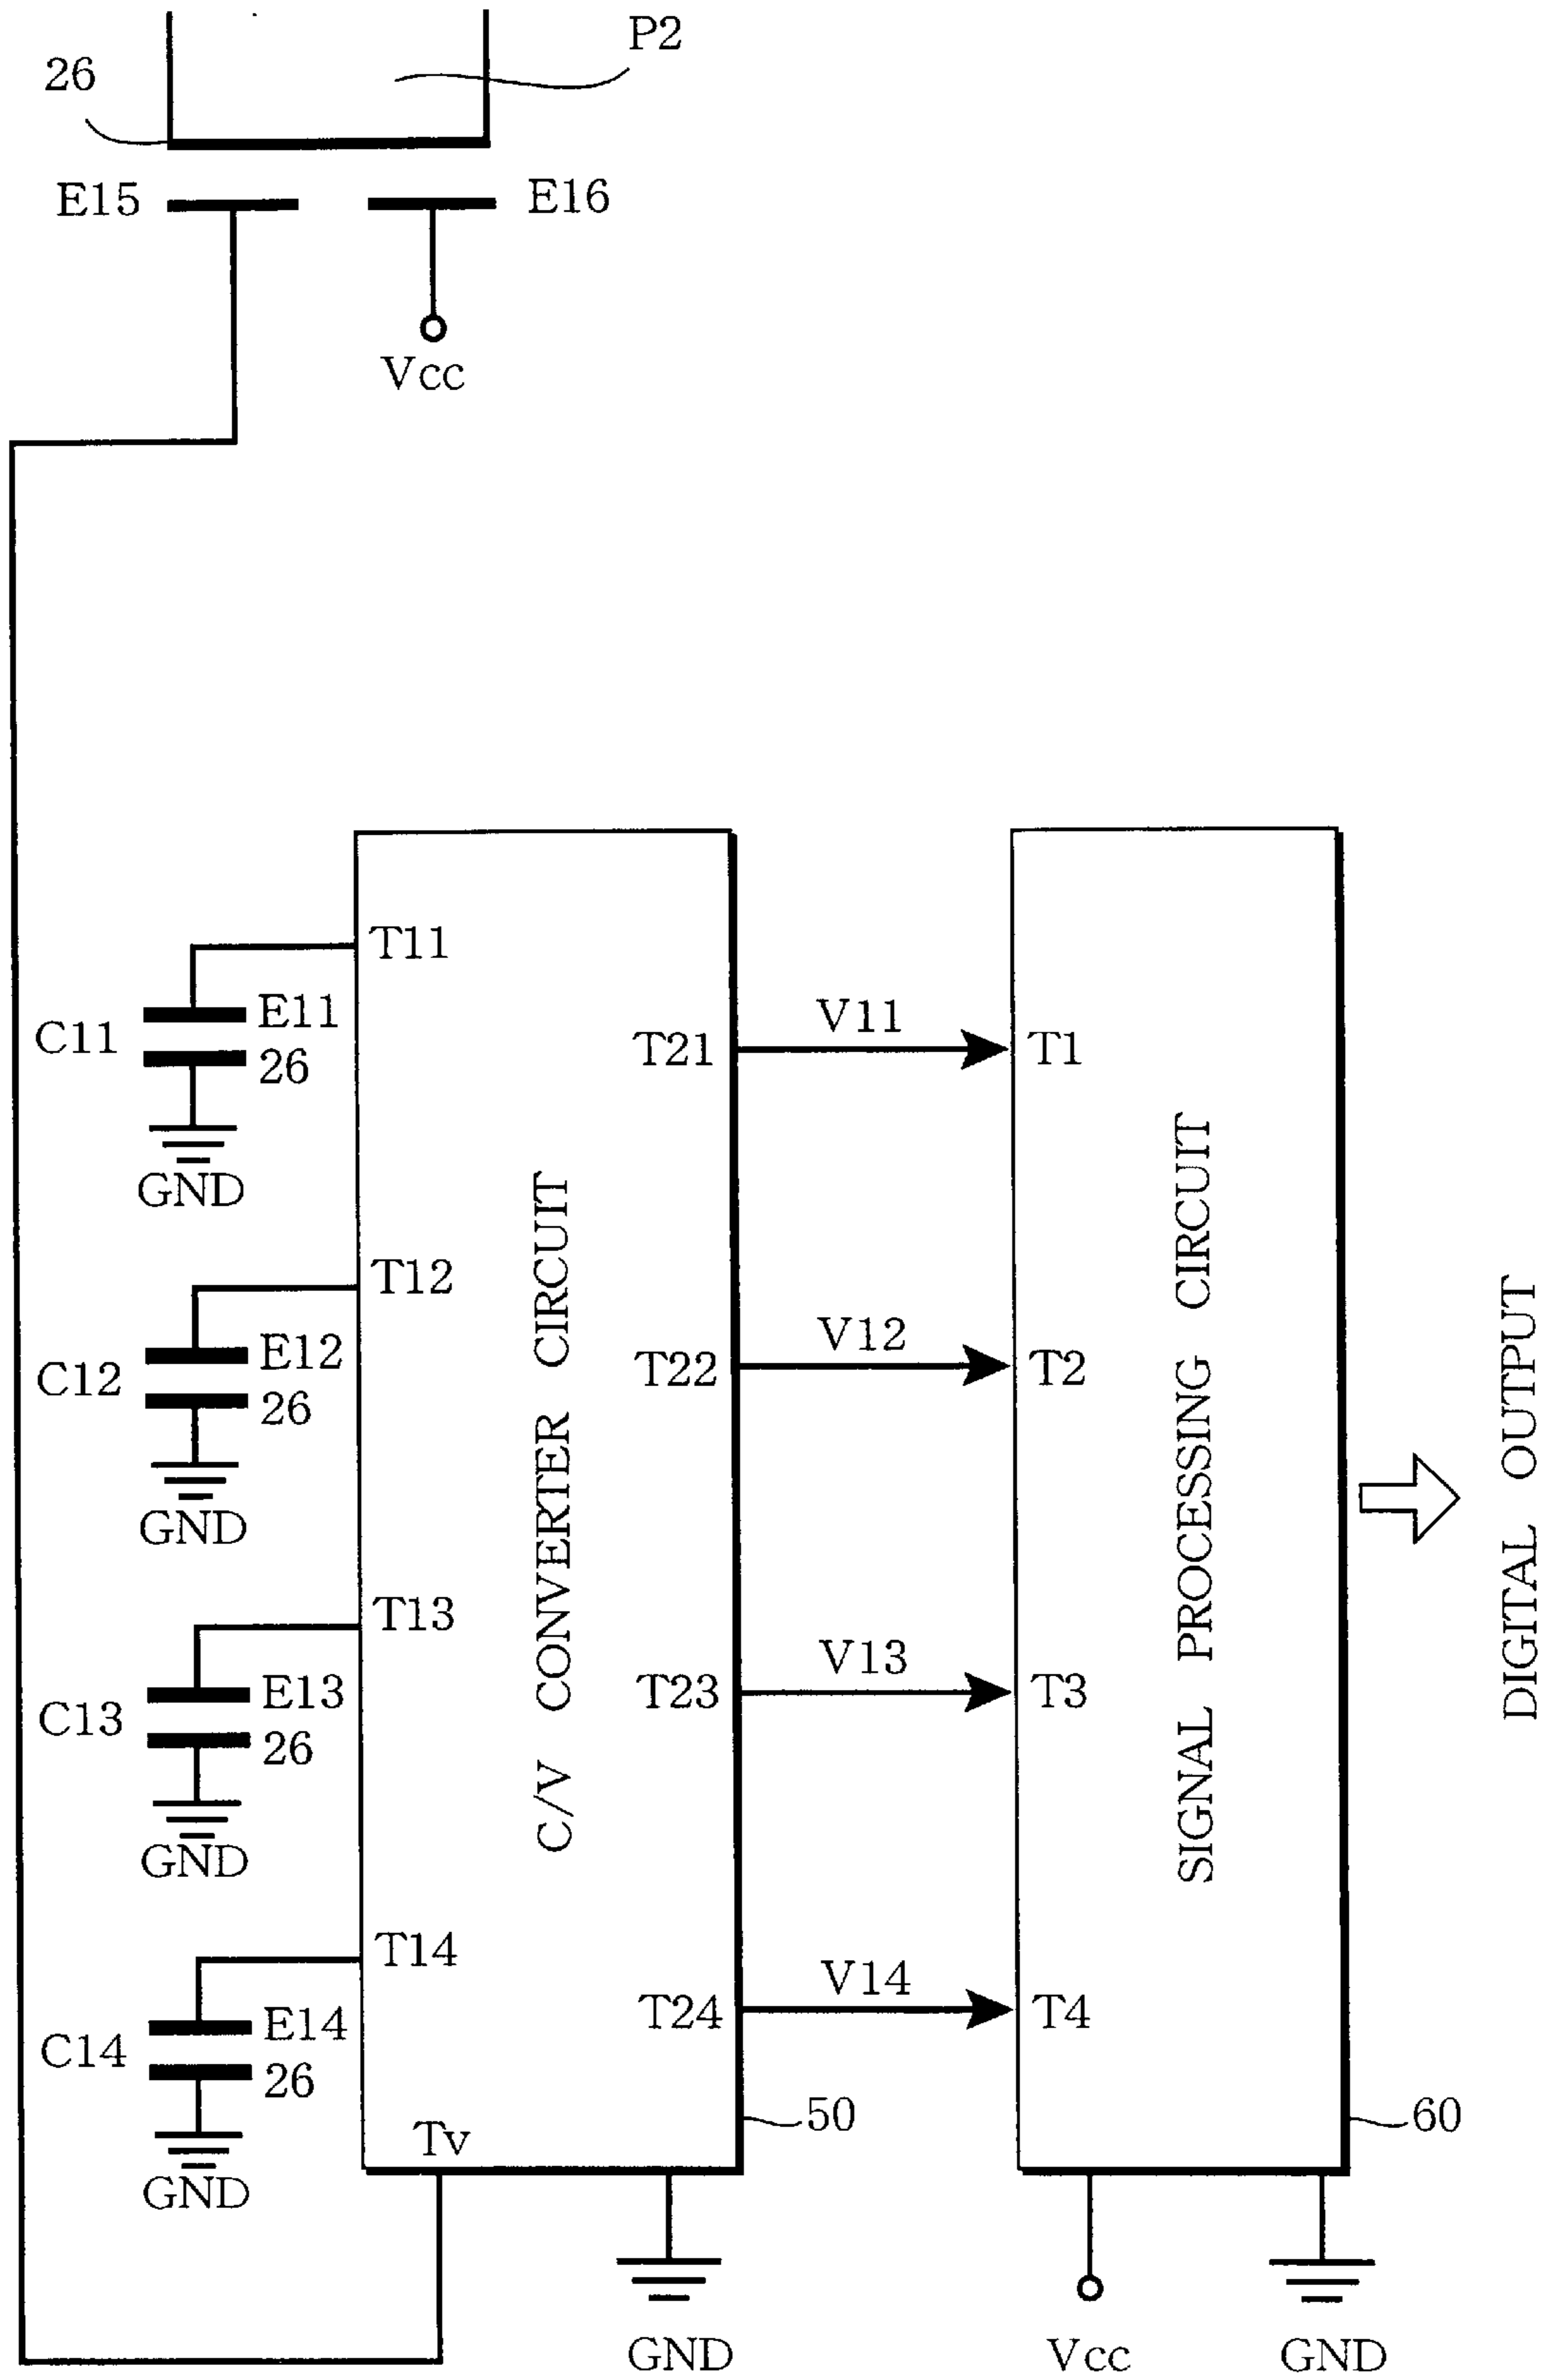 P2
26
E15
E16
Vcc
T11
C11
E11
26
GND
T12
C12
E12
26
GND
T13
C13
E13
26
GND
T14
C14
E14
26
GND
Tv
C/V CONVERTER CIRCUIT
T21
T22
T23
T24
50
GND
V11
V12
V13
V14
T1
T2
T3
T4
SIGNAL PROCESSING CIRCUIT
60
Vcc
GND
DIGITAL OUTPUT